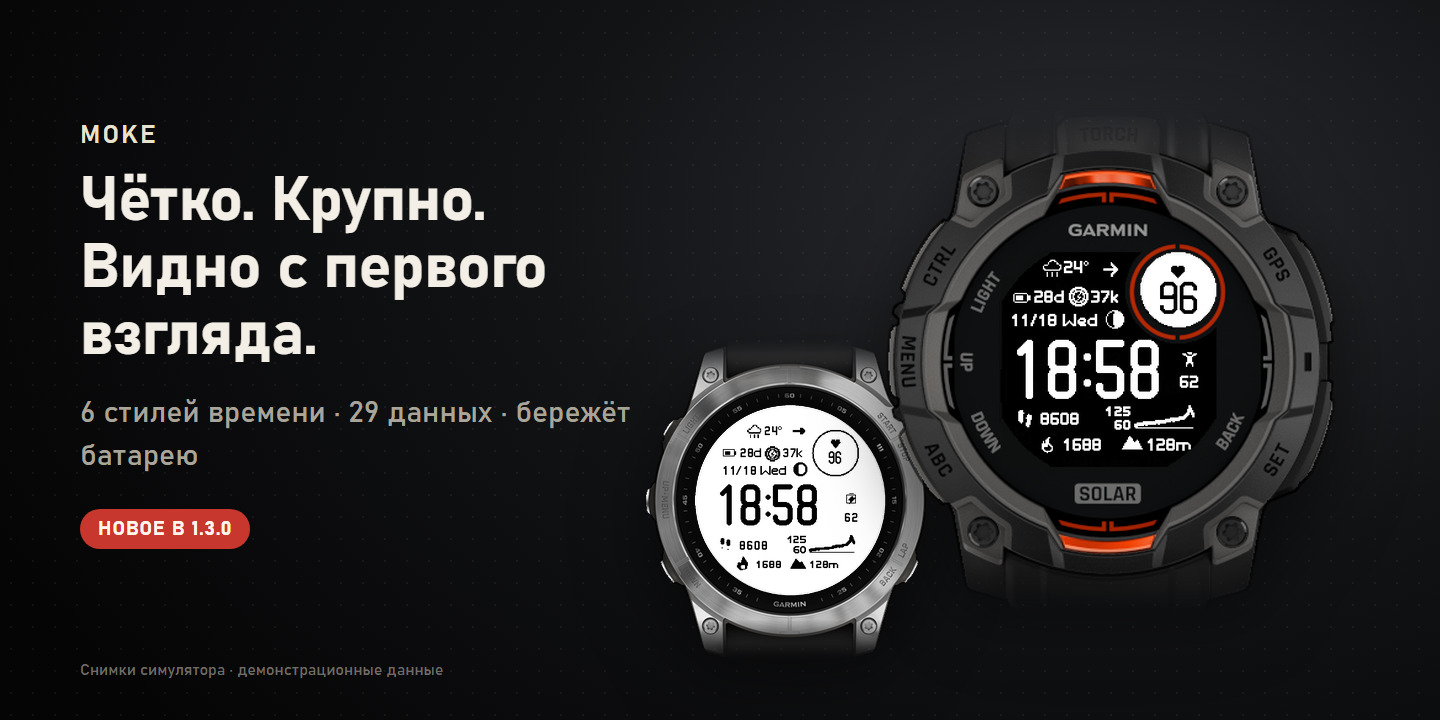 MOKE
Чётко. Крупно.
Видно с первого
взгляда.
6 стилей времени · 29 данных · бережёт
батарею
НОВОЕ В 1.3.0
Снимки симулятора · демонстрационные данные
TORCH
GARMIN
CTRL
GPS
LIGHT
MENU
UP
DOWN
BACK
ABC
SET
24°
96
28d 37k
11/18 Wed
18:58
62
8608
125
60
1688
128m
SOLAR
24°
96
28d 37k
11/18 Wed
18:58
62
8608
125
60
1688
128m
START
UP·MENU
BACK LAP
GARMIN